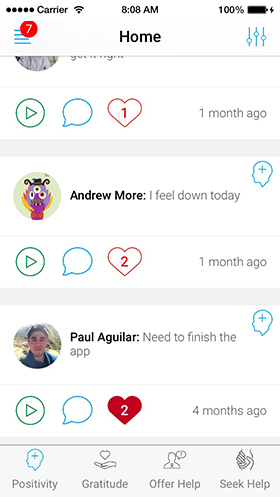 Carrier 8:08 AM 100%
7 Home
get it right
1 1 month ago
Andrew More: I feel down today
2 1 month ago
Paul Aguilar: Need to finish the
app
2 4 months ago
Positivity Gratitude Offer Help Seek Help